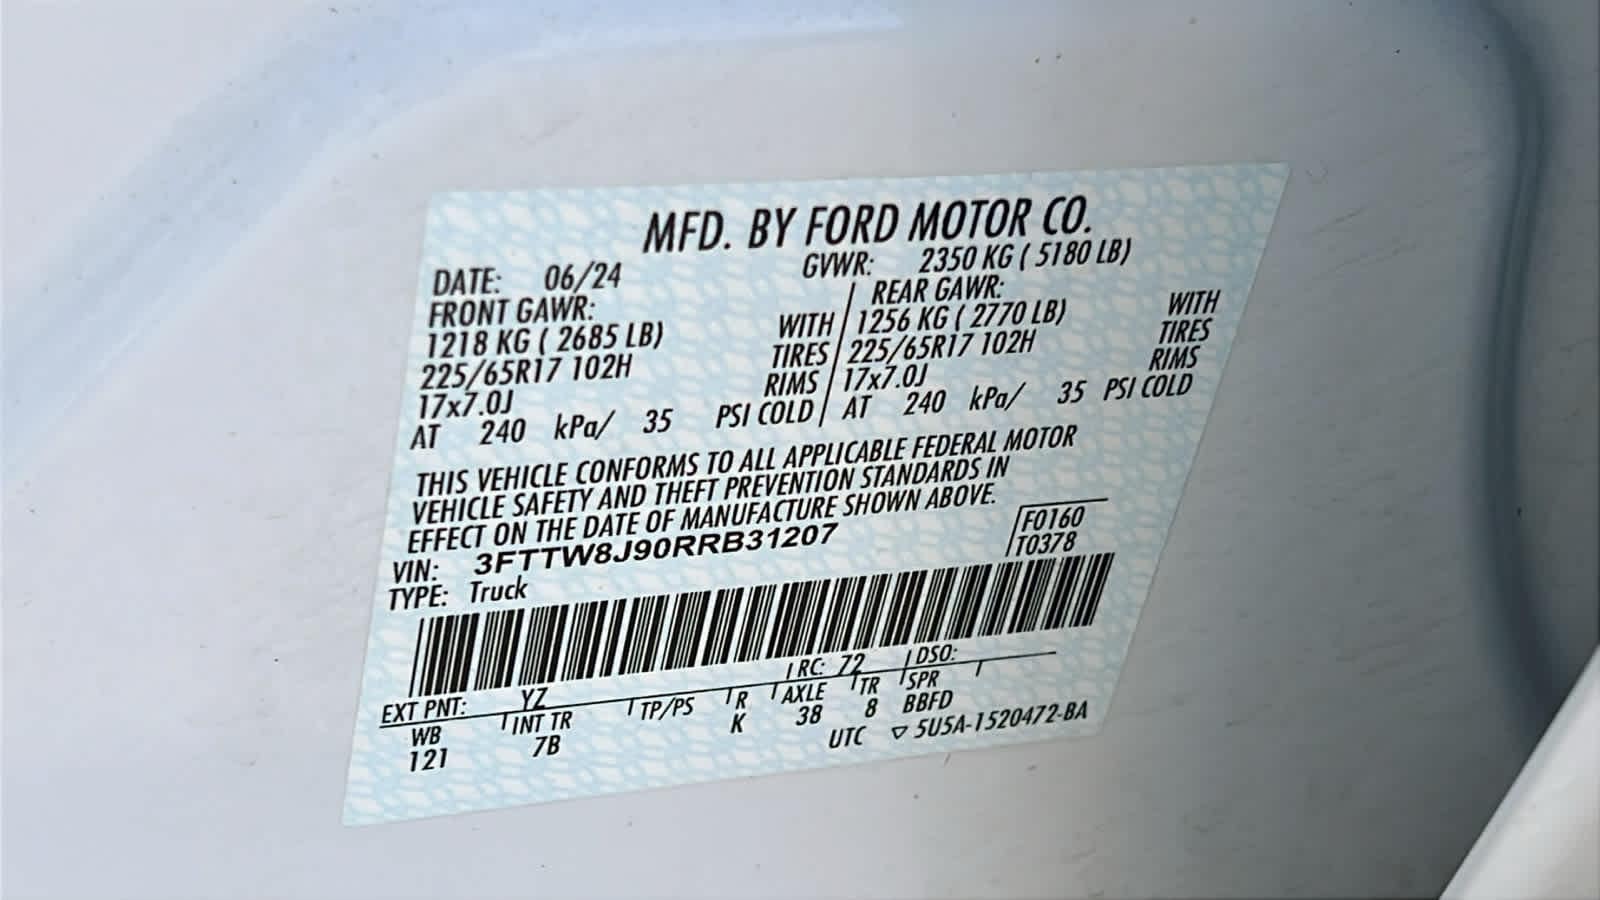 MFD. BY FORD MOTOR CO.
DATE: 06/24 GVWR: 2350 KG ( 5180 LB)
FRONT GAWR: REAR GAWR:
1218 KG ( 2685 LB) WITH 1256 KG ( 2770 LB) WITH
225/65R17 102H TIRES 225/65R17 102H TIRES
17x7.0J RIMS 17x7.0J RIMS
AT 240 kPa/ 35 PSI COLD AT 240 kPa/ 35 PSI COLD
THIS VEHICLE CONFORMS TO ALL APPLICABLE FEDERAL MOTOR
VEHICLE SAFETY AND THEFT PREVENTION STANDARDS IN
EFFECT ON THE DATE OF MANUFACTURE SHOWN ABOVE.
VIN: 3FTTW8J90RRB31207 F0160
TYPE: Truck T0378
EXT PNT: YZ RC: 72 DSO:
WB INT TR TP/PS R AXLE TR SPR
121 7B K 38 8 BBFD
UTC ▽ 5U5A-1520472-BA